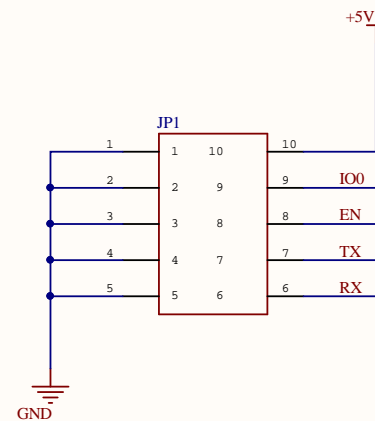 +5V
JP1
1 1 10 10
2 2 9 9 IO0
3 3 8 8 EN
4 4 7 7 TX
5 5 6 6 RX
GND